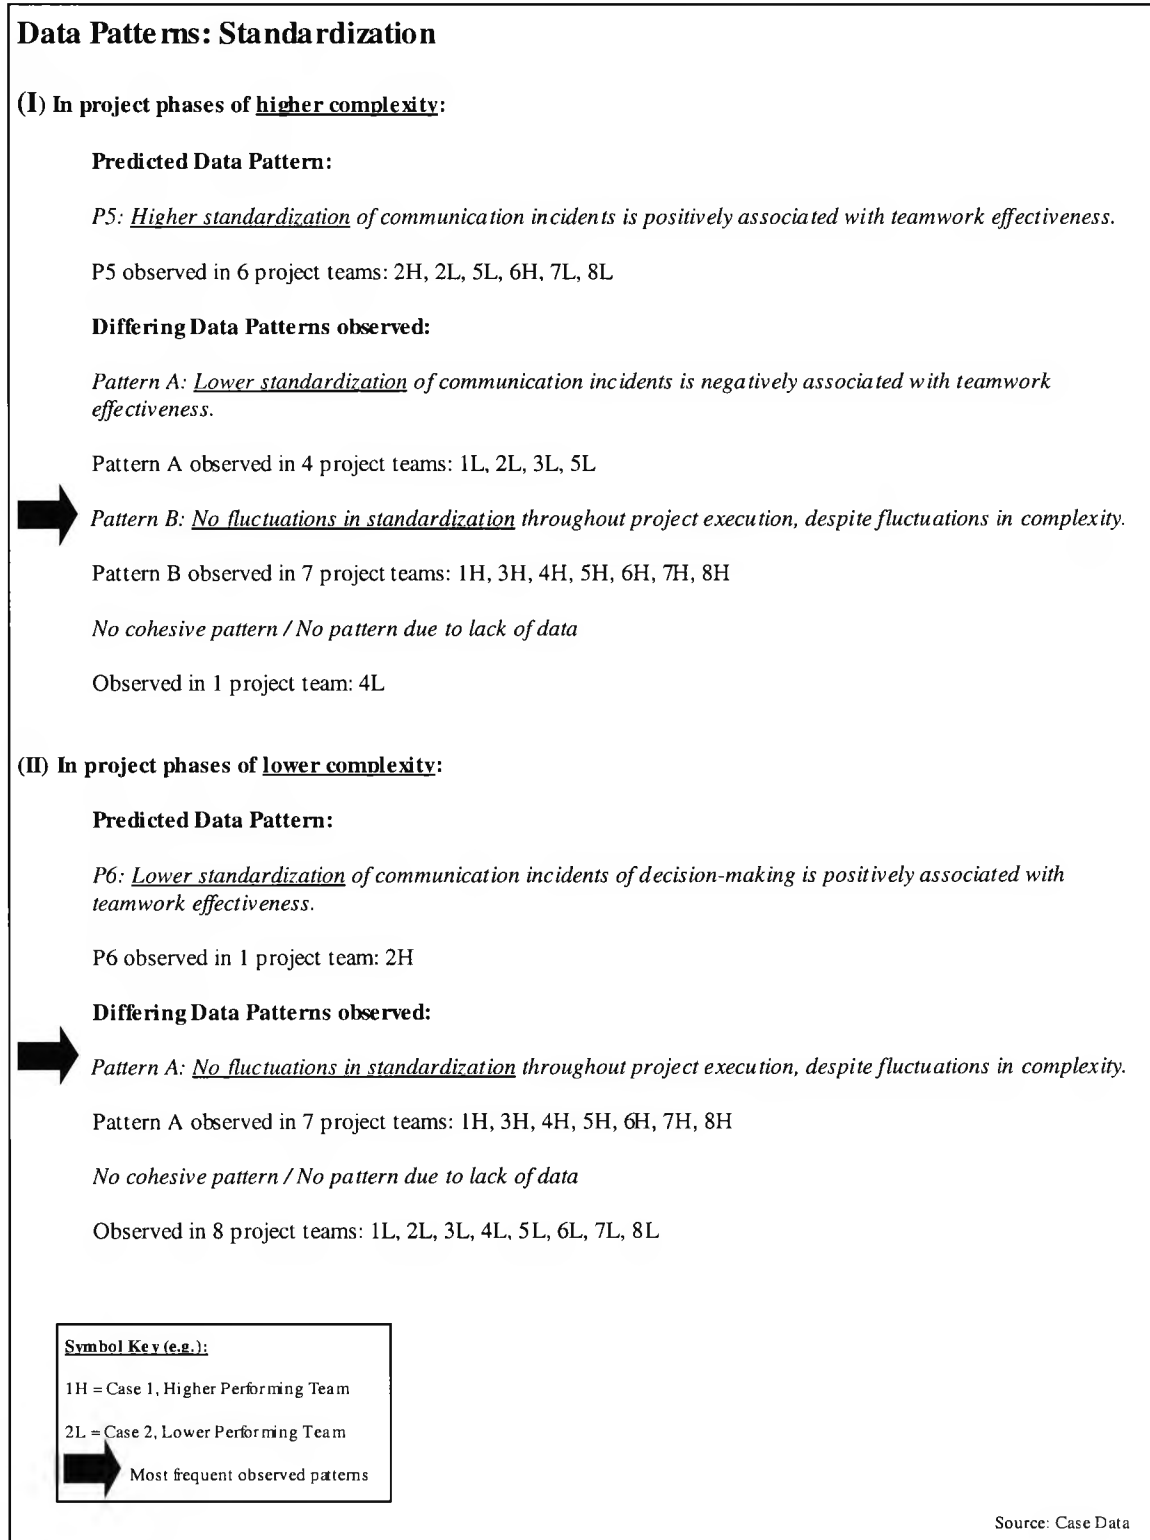 Data Patterns: Standardization
(I) In project phases of higher complexity:
Predicted Data Pattern:
P5: Higher standardization of communication incidents is positively associated with teamwork effectiveness.
P5 observed in 6 project teams: 2H, 2L, 5L, 6H, 7L, 8L
Differing Data Patterns observed:
Pattern A: Lower standardization of communication incidents is negatively associated with teamwork
effectiveness.
Pattern A observed in 4 project teams: 1L, 2L, 3L, 5L
Pattern B: No fluctuations in standardization throughout project execution, despite fluctuations in complexity.
Pattern B observed in 7 project teams: 1H, 3H, 4H, 5H, 6H, 7H, 8H
No cohesive pattern / No pattern due to lack of data
Observed in 1 project team: 4L
(II) In project phases of lower complexity:
Predicted Data Pattern:
P6: Lower standardization of communication incidents of decision-making is positively associated with
teamwork effectiveness.
P6 observed in 1 project team: 2H
Differing Data Patterns observed:
Pattern A: No fluctuations in standardization throughout project execution, despite fluctuations in complexity.
Pattern A observed in 7 project teams: 1H, 3H, 4H, 5H, 6H, 7H, 8H
No cohesive pattern / No pattern due to lack of data
Observed in 8 project teams: 1L, 2L, 3L, 4L, 5L, 6L, 7L, 8L
Symbol Key (e.g.):
1H = Case 1, Higher Performing Team
2L = Case 2, Lower Performing Team
Most frequent observed patterns
Source: Case Data